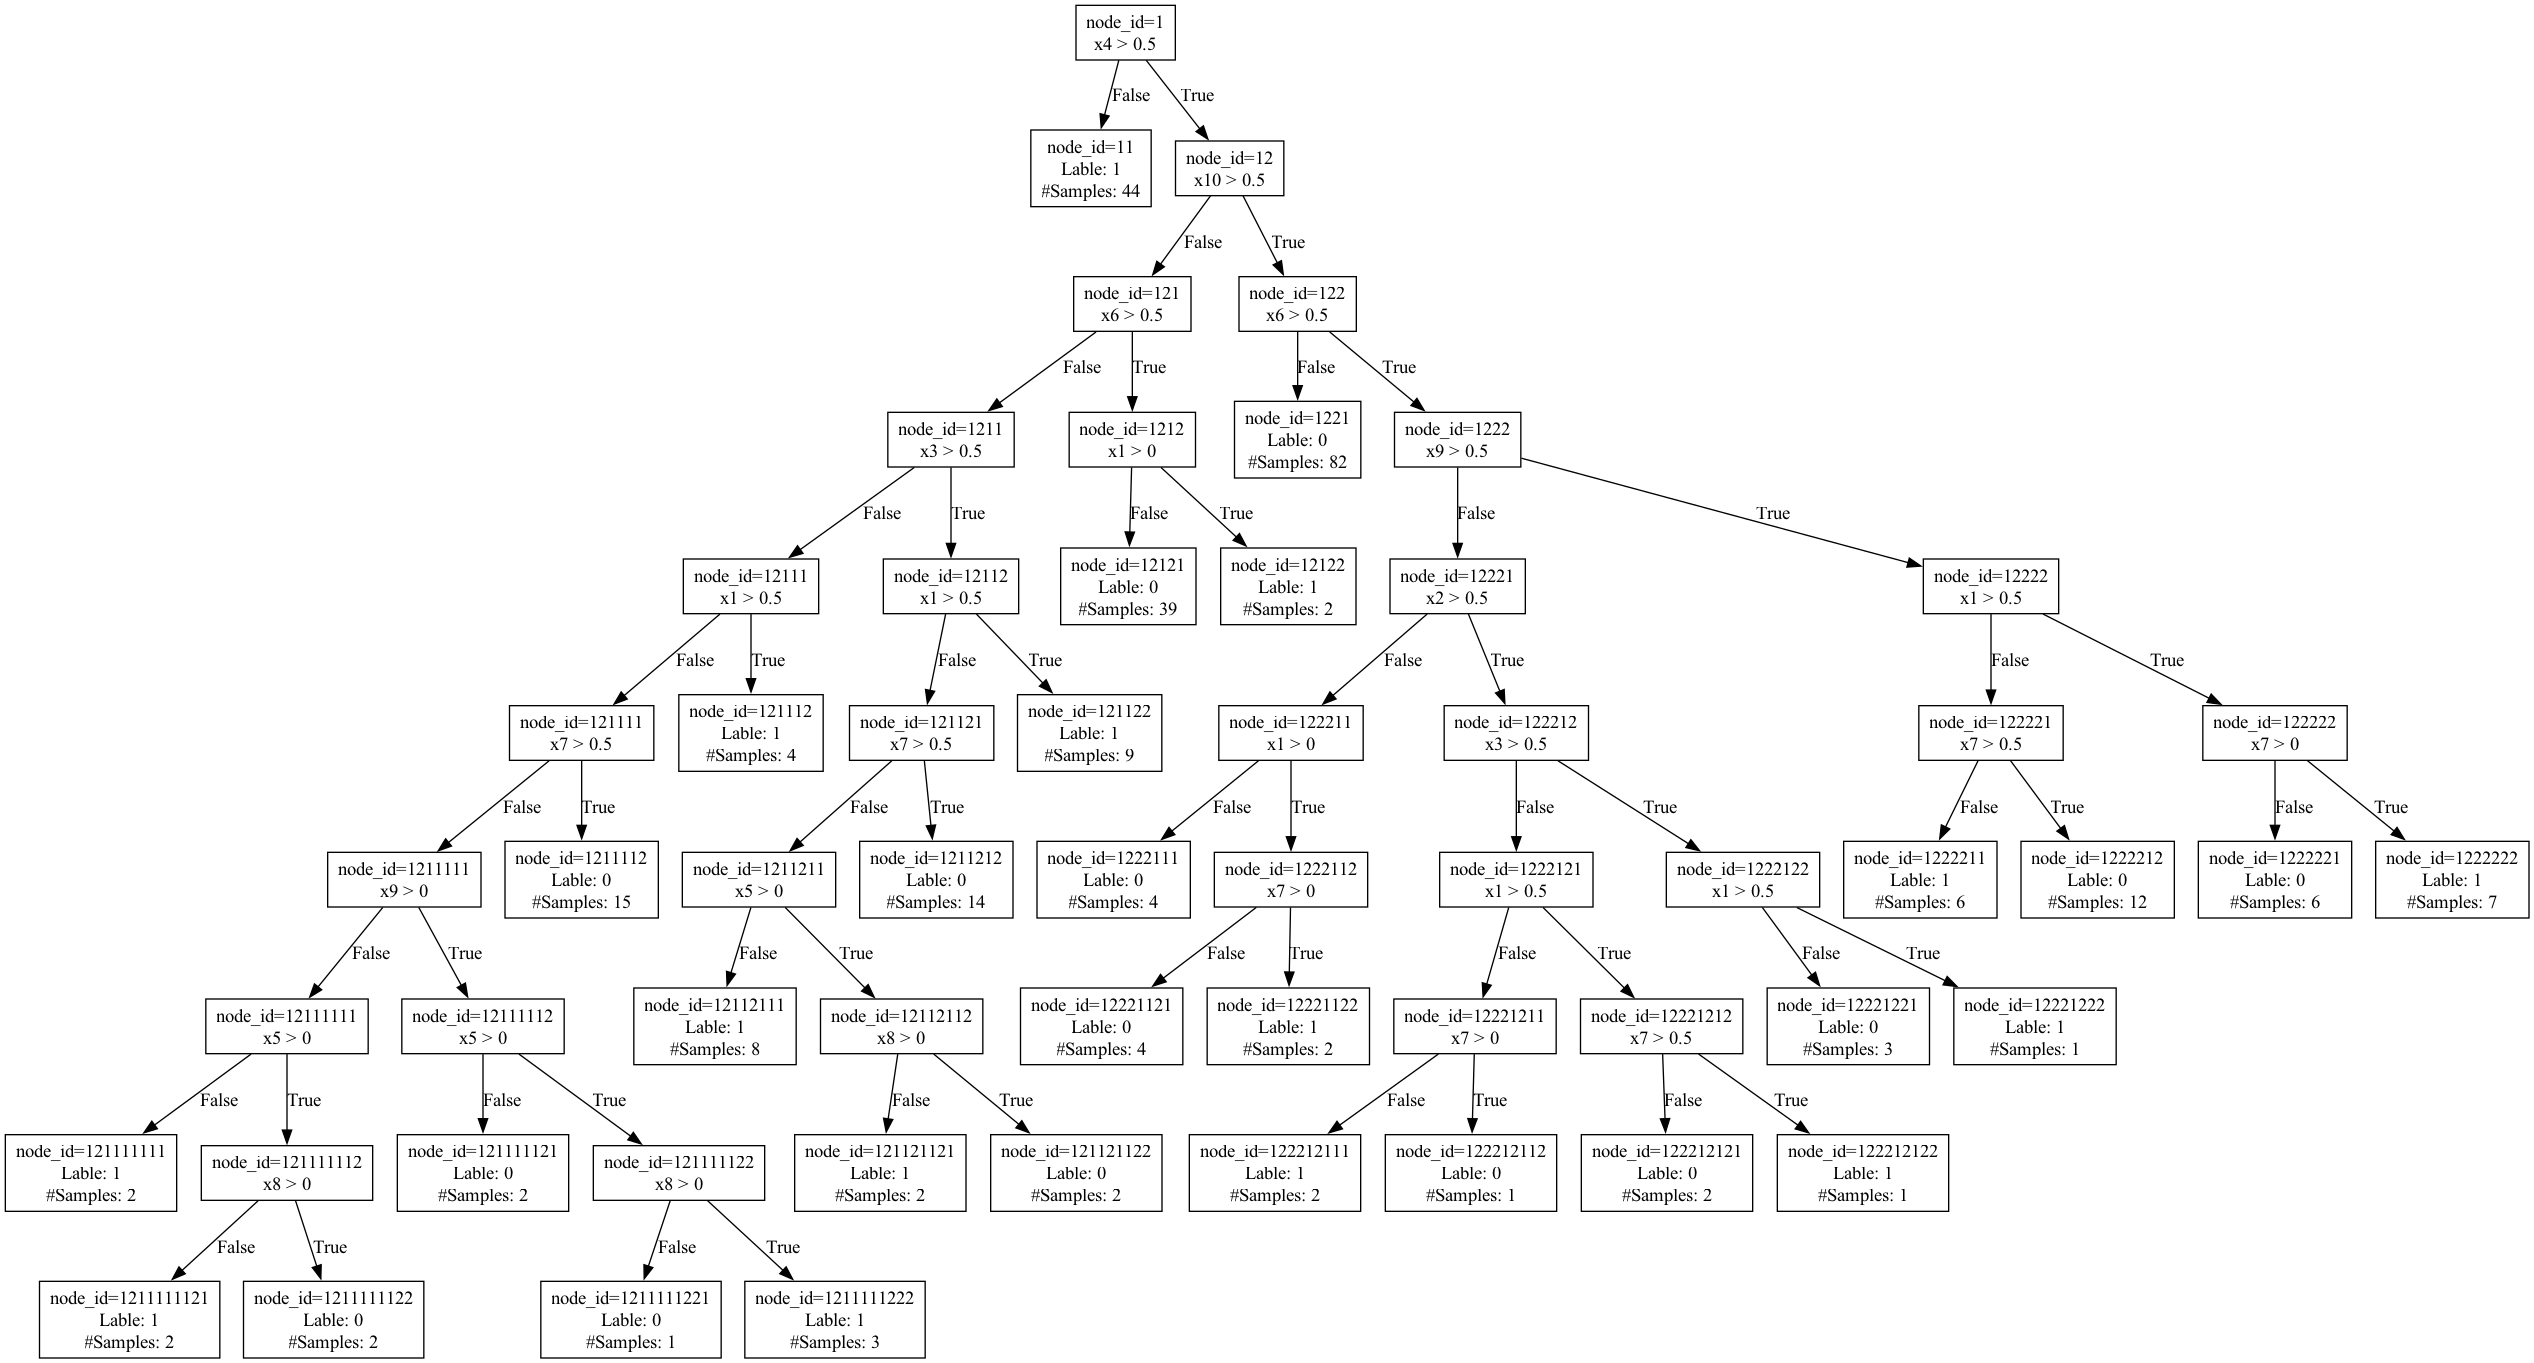 node_id=1
x4 > 0.5
False
True
node_id=11
Lable: 1
#Samples: 44
node_id=12
x10 > 0.5
False
True
node_id=121
x6 > 0.5
node_id=122
x6 > 0.5
False
True
False
True
node_id=1211
x3 > 0.5
node_id=1212
x1 > 0
node_id=1221
Lable: 0
#Samples: 82
node_id=1222
x9 > 0.5
False
True
False
True
False
True
node_id=12111
x1 > 0.5
node_id=12112
x1 > 0.5
node_id=12121
Lable: 0
#Samples: 39
node_id=12122
Lable: 1
#Samples: 2
node_id=12221
x2 > 0.5
node_id=12222
x1 > 0.5
False
True
False
True
False
True
False
True
node_id=121111
x7 > 0.5
node_id=121112
Lable: 1
#Samples: 4
node_id=121121
x7 > 0.5
node_id=121122
Lable: 1
#Samples: 9
node_id=122211
x1 > 0
node_id=122212
x3 > 0.5
node_id=122221
x7 > 0.5
node_id=122222
x7 > 0
False
True
False
True
False
True
False
True
False
True
False
True
node_id=1211111
x9 > 0
node_id=1211112
Lable: 0
#Samples: 15
node_id=1211211
x5 > 0
node_id=1211212
Lable: 0
#Samples: 14
node_id=1222111
Lable: 0
#Samples: 4
node_id=1222112
x7 > 0
node_id=1222121
x1 > 0.5
node_id=1222122
x1 > 0.5
node_id=1222211
Lable: 1
#Samples: 6
node_id=1222212
Lable: 0
#Samples: 12
node_id=1222221
Lable: 0
#Samples: 6
node_id=1222222
Lable: 1
#Samples: 7
False
True
False
True
False
True
False
True
False
True
node_id=12111111
x5 > 0
node_id=12111112
x5 > 0
node_id=12112111
Lable: 1
#Samples: 8
node_id=12112112
x8 > 0
node_id=12221121
Lable: 0
#Samples: 4
node_id=12221122
Lable: 1
#Samples: 2
node_id=12221211
x7 > 0
node_id=12221212
x7 > 0.5
node_id=12221221
Lable: 0
#Samples: 3
node_id=12221222
Lable: 1
#Samples: 1
False
True
False
True
False
True
False
True
False
True
node_id=121111111
Lable: 1
#Samples: 2
node_id=121111112
x8 > 0
node_id=121111121
Lable: 0
#Samples: 2
node_id=121111122
x8 > 0
node_id=121121121
Lable: 1
#Samples: 2
node_id=121121122
Lable: 0
#Samples: 2
node_id=122212111
Lable: 1
#Samples: 2
node_id=122212112
Lable: 0
#Samples: 1
node_id=122212121
Lable: 0
#Samples: 2
node_id=122212122
Lable: 1
#Samples: 1
False
True
False
True
node_id=1211111121
Lable: 1
#Samples: 2
node_id=1211111122
Lable: 0
#Samples: 2
node_id=1211111221
Lable: 0
#Samples: 1
node_id=1211111222
Lable: 1
#Samples: 3